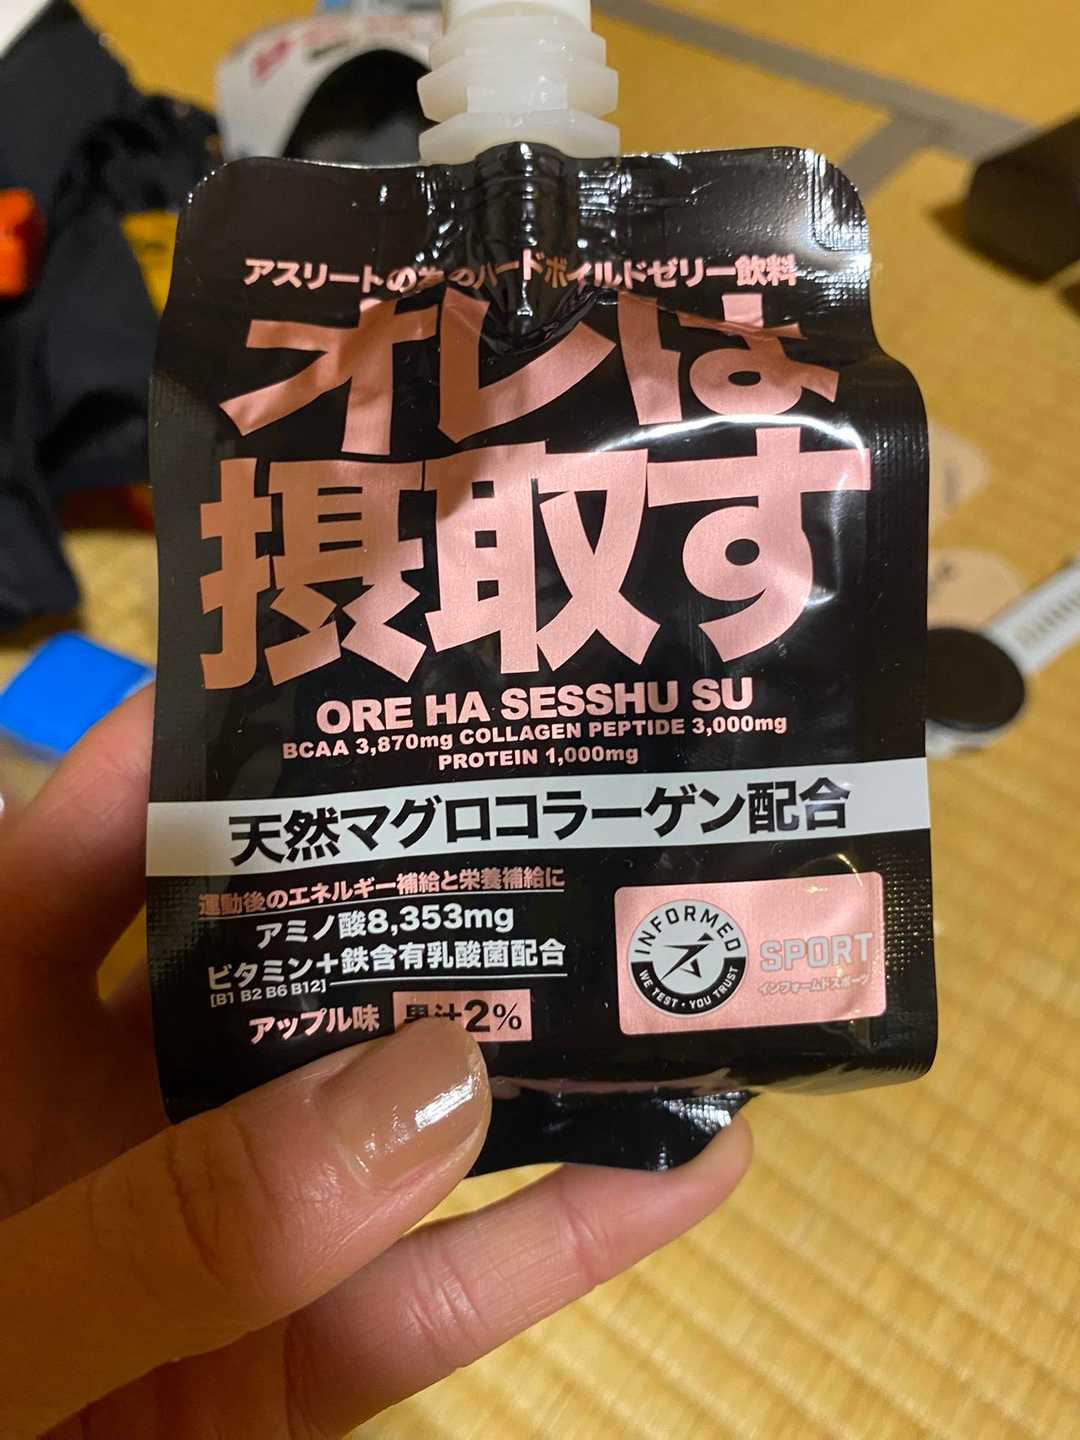 アスリートの為のハードボイルドゼリー飲料
オレは
摂取す
ORE HA SESSHU SU
BCAA 3,870mg COLLAGEN PEPTIDE 3,000mg
PROTEIN 1,000mg
天然マグロコラーゲン配合
運動後のエネルギー補給と栄養補給に
アミノ酸8,353mg
ビタミン+鉄含有乳酸菌配合
[B1 B2 B6 B12]
アップル味 果汁2%
INFORMED
WE TEST・YOU TRUST
SPORT
インフォームドスポーツ